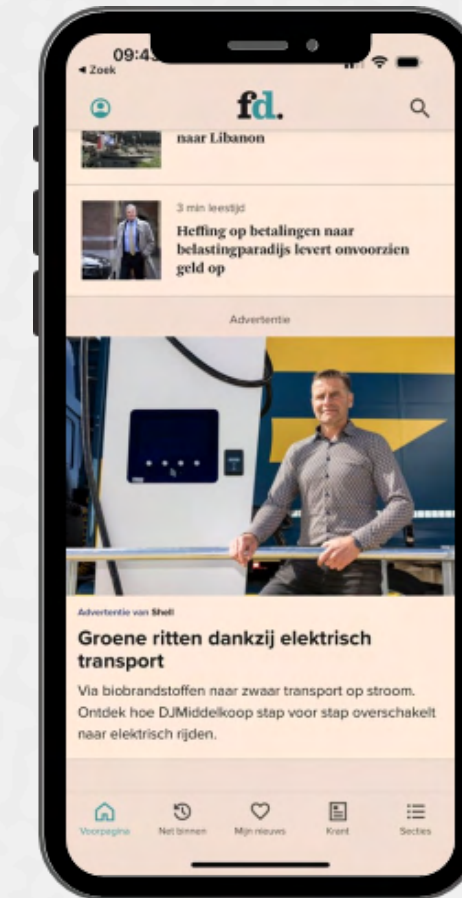 09:43
◀ Zoek
fd.
naar Libanon
3 min leestijd
Heffing op betalingen naar
belastingparadijs levert onvoorzien
geld op
Advertentie
Advertentie van Shell
Groene ritten dankzij elektrisch
transport
Via biobrandstoffen naar zwaar transport op stroom.
Ontdek hoe DJMiddelkoop stap voor stap overschakelt
naar elektrisch rijden.
Voorpagina Net binnen Mijn nieuws Krant Secties